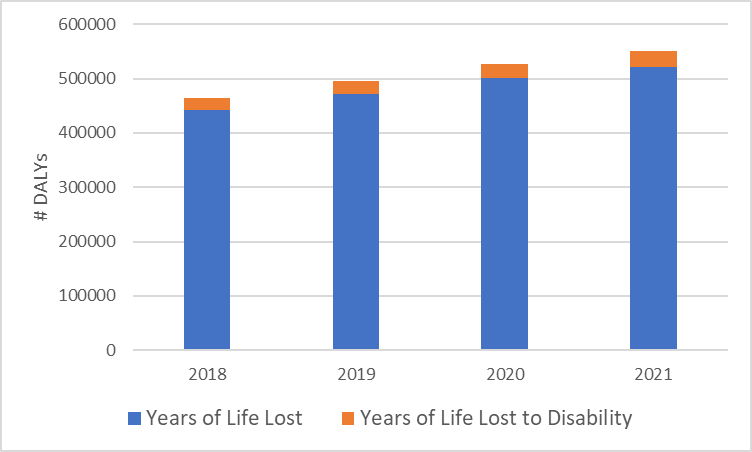 600000
500000
400000
300000
200000
100000
0
# DALYs
2018 2019 2020 2021
Years of Life Lost Years of Life Lost to Disability